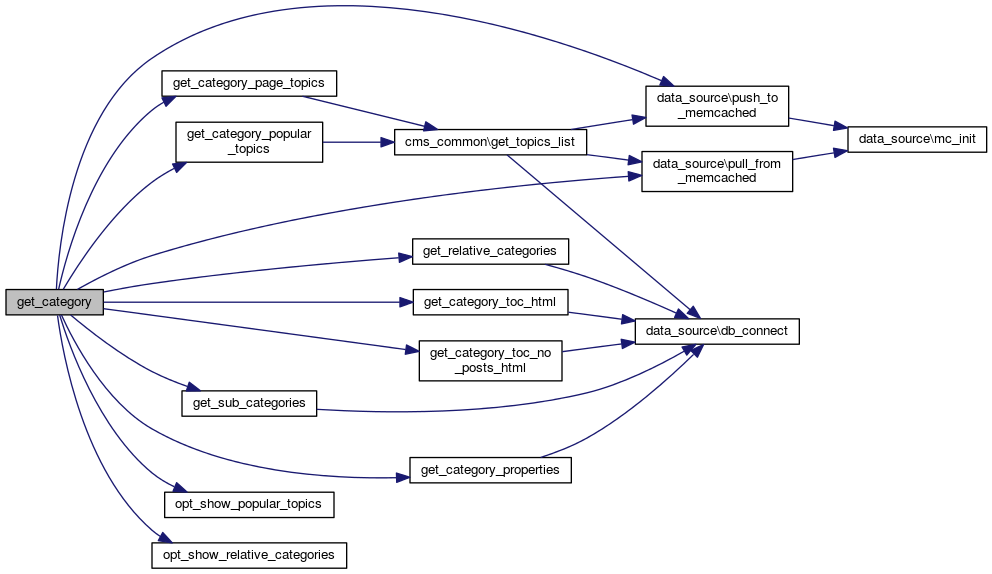 get_category
get_category_page_topics
get_category_popular
_topics
cms_common\get_topics_list
data_source\push_to
_memcached
data_source\pull_from
_memcached
data_source\mc_init
get_relative_categories
get_category_toc_html
get_category_toc_no
_posts_html
data_source\db_connect
get_sub_categories
get_category_properties
opt_show_popular_topics
opt_show_relative_categories